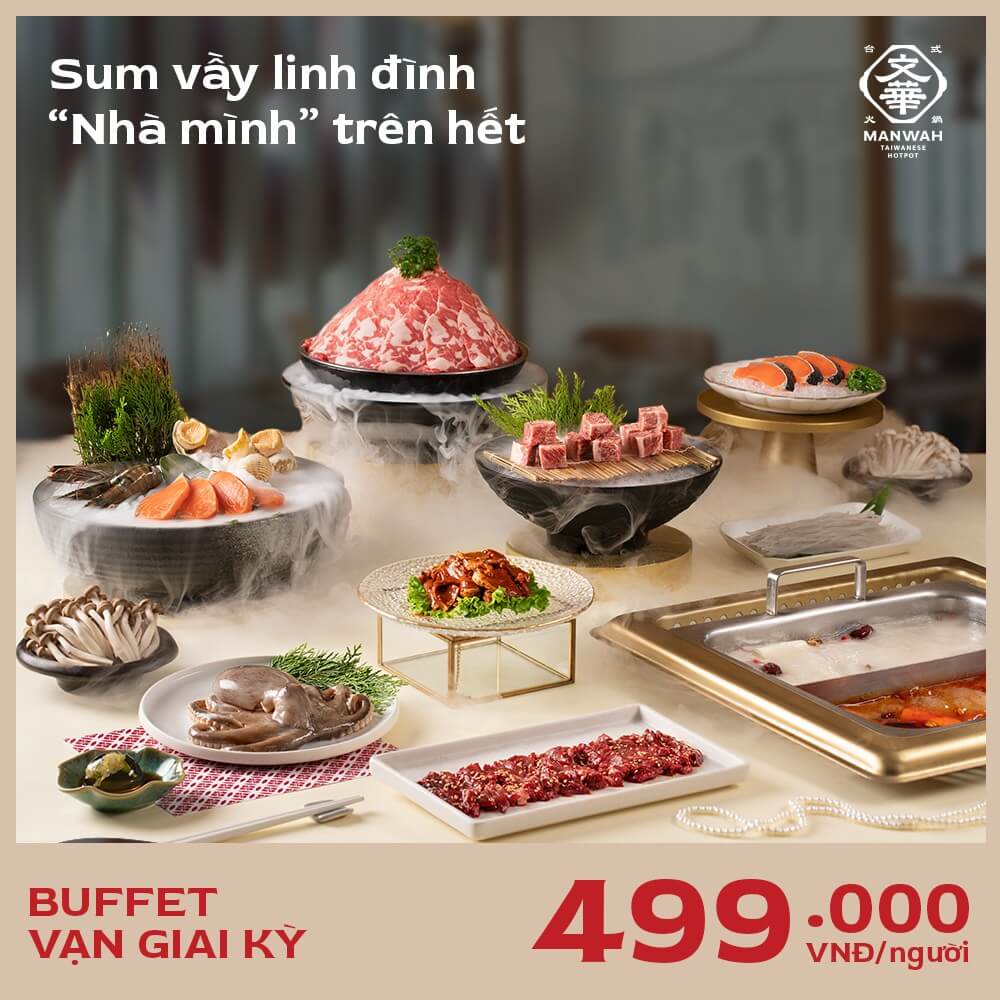 Sum vầy linh đình
“Nhà mình” trên hết
台 式
文
華
火 鍋
MANWAH
TAIWANESE
HOTPOT
BUFFET
VẠN GIAI KỲ
499.000
VNĐ/người